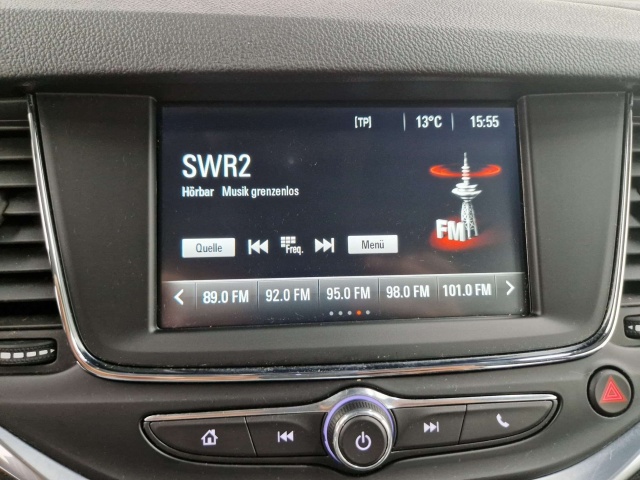 [TP] 13°C 15:55
SWR2
Hörbar Musik grenzenlos
FM
Quelle Freq. Menü
89.0 FM 92.0 FM 95.0 FM 98.0 FM 101.0 FM